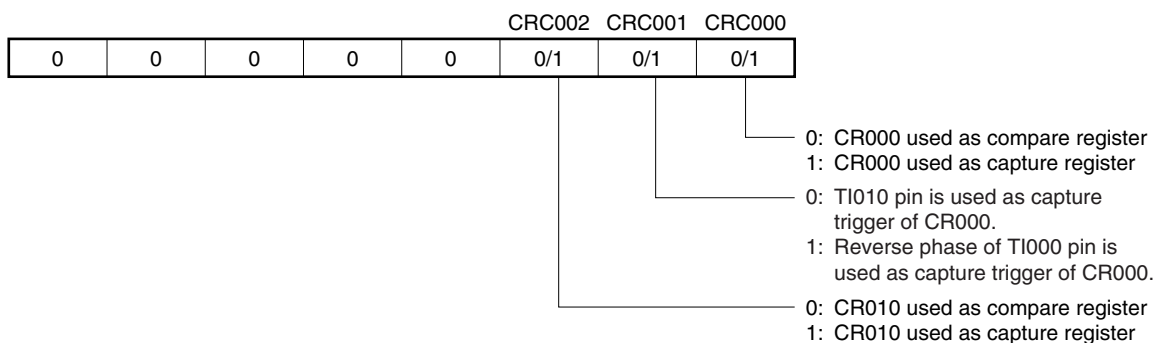 CRC002 CRC001 CRC000
0 0 0 0 0 0/1 0/1 0/1
0: CR000 used as compare register
1: CR000 used as capture register
0: TI010 pin is used as capture
trigger of CR000.
1: Reverse phase of TI000 pin is
used as capture trigger of CR000.
0: CR010 used as compare register
1: CR010 used as capture register